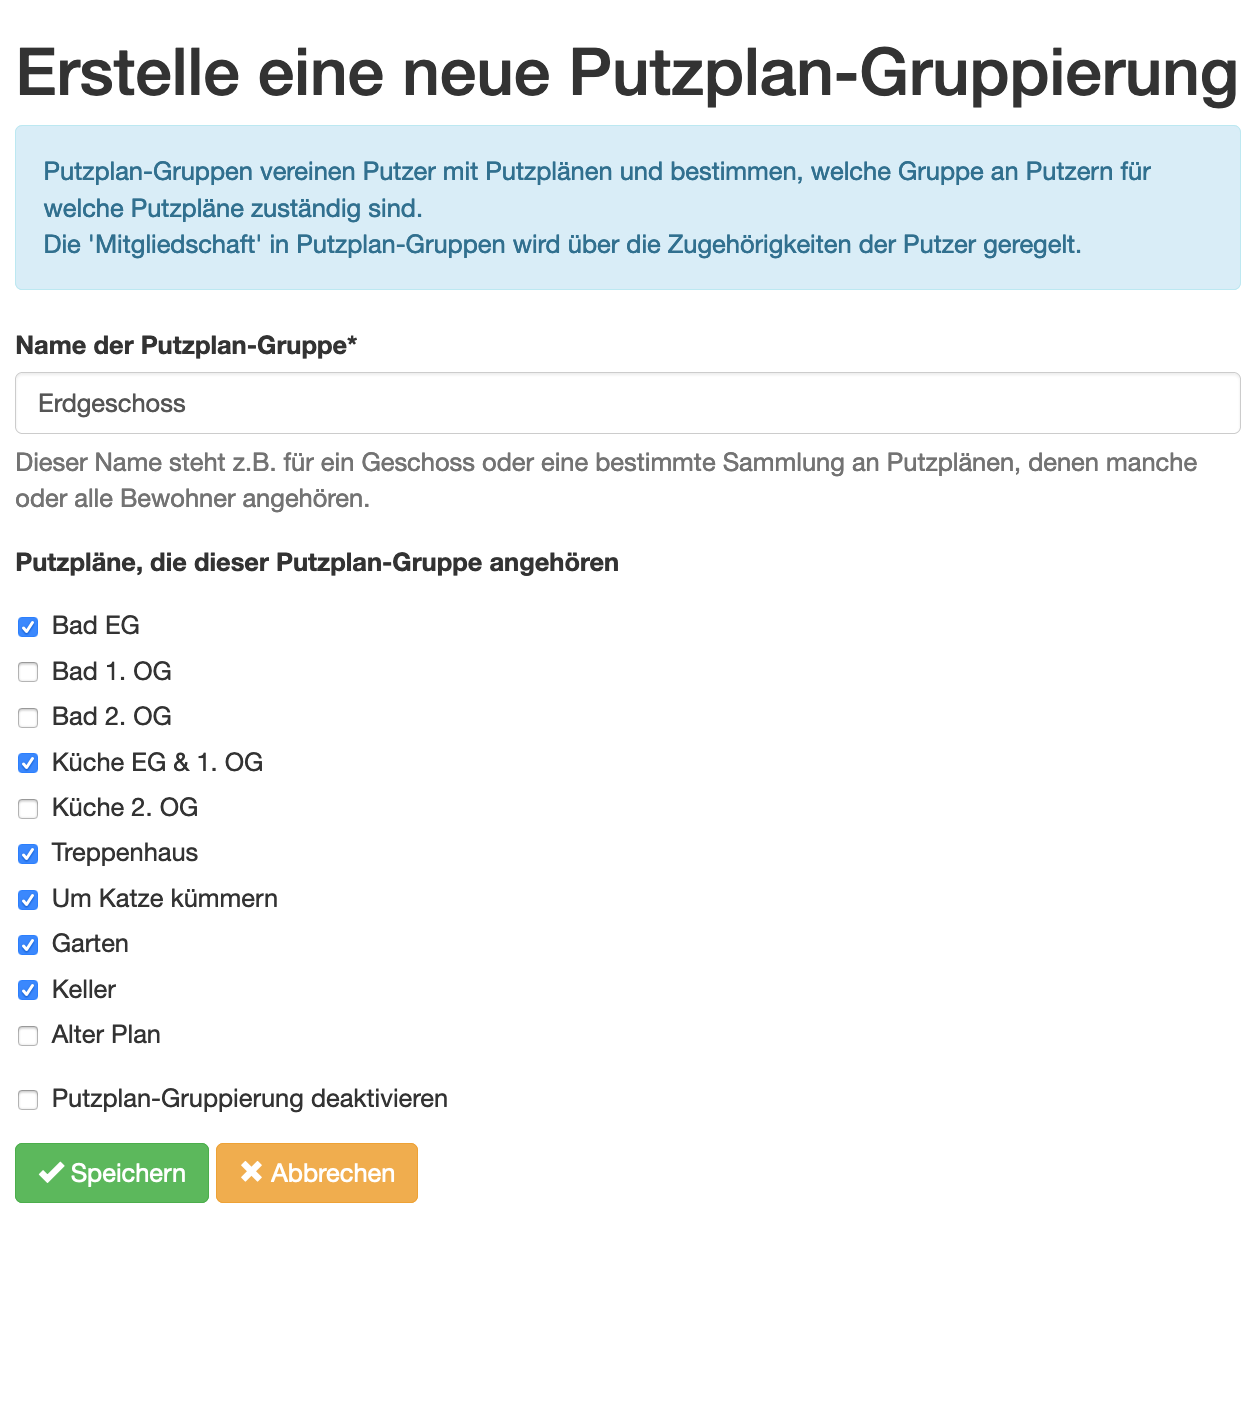 Erstelle eine neue Putzplan-Gruppierung
Putzplan-Gruppen vereinen Putzer mit Putzplänen und bestimmen, welche Gruppe an Putzern für
welche Putzpläne zuständig sind.
Die 'Mitgliedschaft' in Putzplan-Gruppen wird über die Zugehörigkeiten der Putzer geregelt.
Name der Putzplan-Gruppe*
Erdgeschoss
Dieser Name steht z.B. für ein Geschoss oder eine bestimmte Sammlung an Putzplänen, denen manche
oder alle Bewohner angehören.
Putzpläne, die dieser Putzplan-Gruppe angehören
Bad EG
Bad 1. OG
Bad 2. OG
Küche EG & 1. OG
Küche 2. OG
Treppenhaus
Um Katze kümmern
Garten
Keller
Alter Plan
Putzplan-Gruppierung deaktivieren
Speichern
Abbrechen